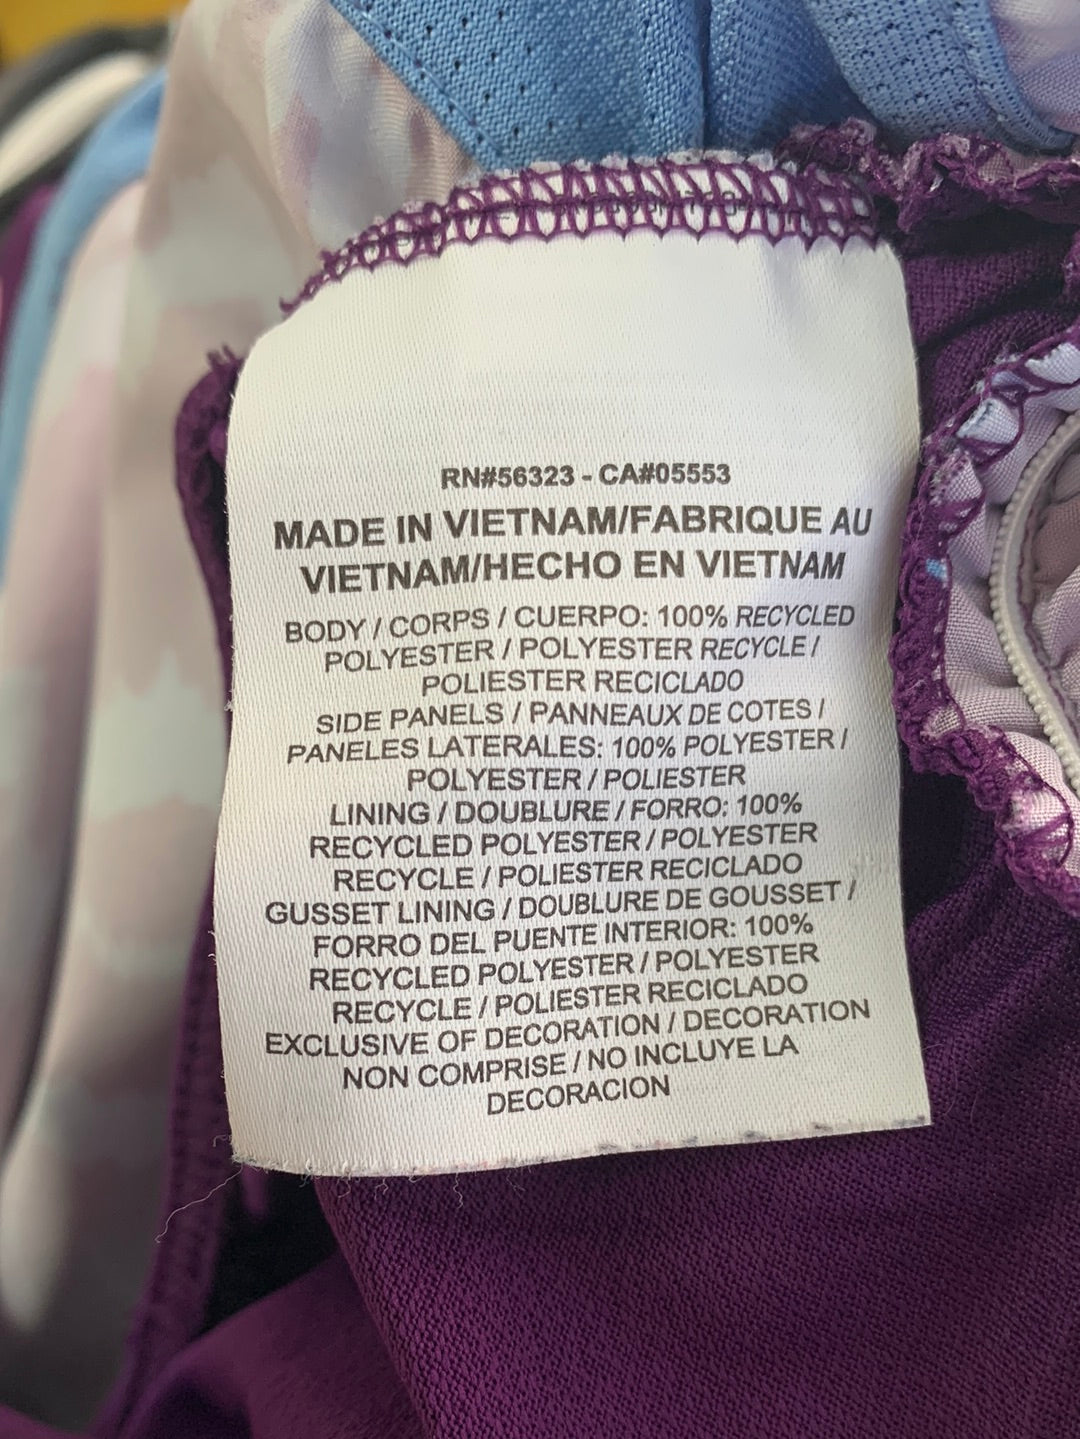 RN#56323 - CA#05553
MADE IN VIETNAM/FABRIQUE AU
VIETNAM/HECHO EN VIETNAM
BODY / CORPS / CUERPO: 100% RECYCLED
POLYESTER / POLYESTER RECYCLE /
POLIESTER RECICLADO
SIDE PANELS / PANNEAUX DE COTES /
PANELES LATERALES: 100% POLYESTER /
POLYESTER / POLIESTER
LINING / DOUBLURE / FORRO: 100%
RECYCLED POLYESTER / POLYESTER
RECYCLE / POLIESTER RECICLADO
GUSSET LINING / DOUBLURE DE GOUSSET /
FORRO DEL PUENTE INTERIOR: 100%
RECYCLED POLYESTER / POLYESTER
RECYCLE / POLIESTER RECICLADO
EXCLUSIVE OF DECORATION / DECORATION
NON COMPRISE / NO INCLUYE LA
DECORACION